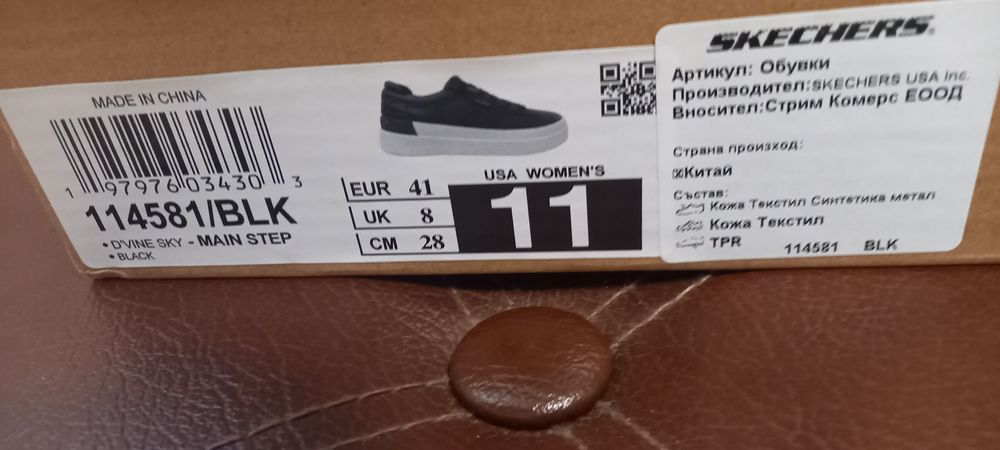 MADE IN CHINA
1 97976 03430 3
114581/BLK
• D'VINE SKY - MAIN STEP
• BLACK
EUR 41
UK 8
CM 28
USA WOMEN'S
11
SKECHERS
Артикул: Обувки
Производител:SKECHERS USA Inc.
Вносител:Стрим Комерс ЕООД
Страна произход:
☒Китай
Състав:
Кожа Текстил Синтетика метал
Кожа Текстил
TPR
114581 BLK